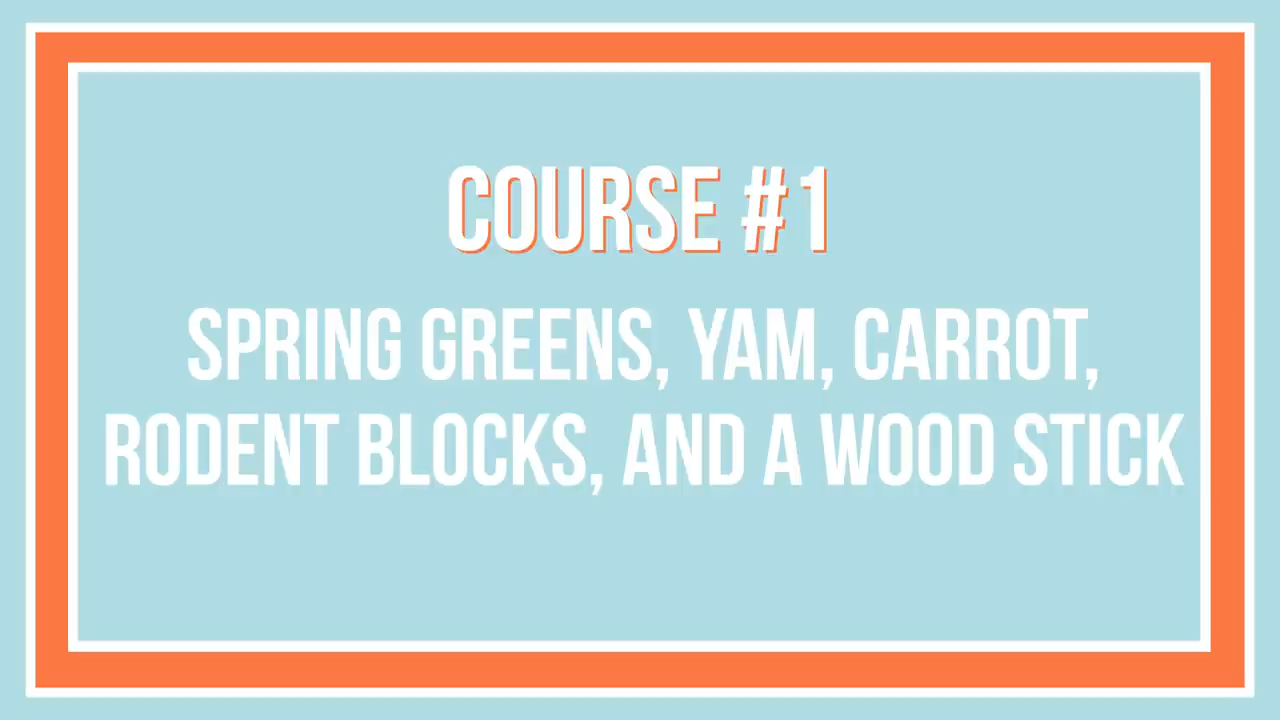 COURSE #1
SPRING GREENS, YAM, CARROT,
RODENT BLOCKS, AND A WOOD STICK